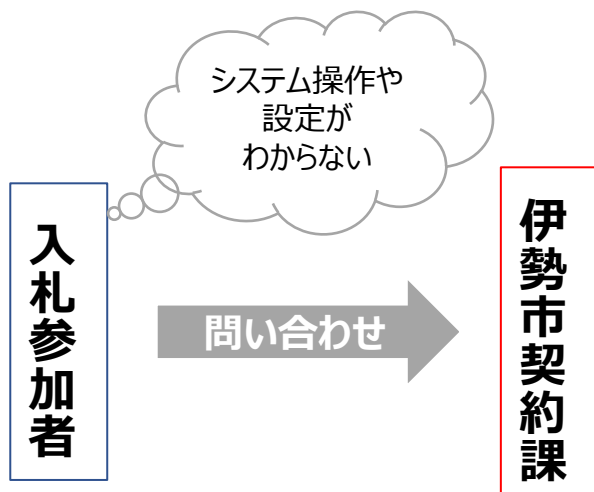 システム操作や
設定が
わからない
入札参加者
問い合わせ
伊勢市契約課